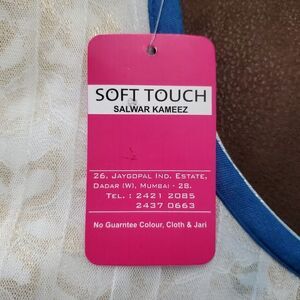 SOFT TOUCH
SALWAR KAMEEZ
26, JAYGOPAL IND. ESTATE,
DADAR (W), MUMBAI - 28.
TEL. : 2421 2085
2437 0663
No Guarntee Colour, Cloth & Jari